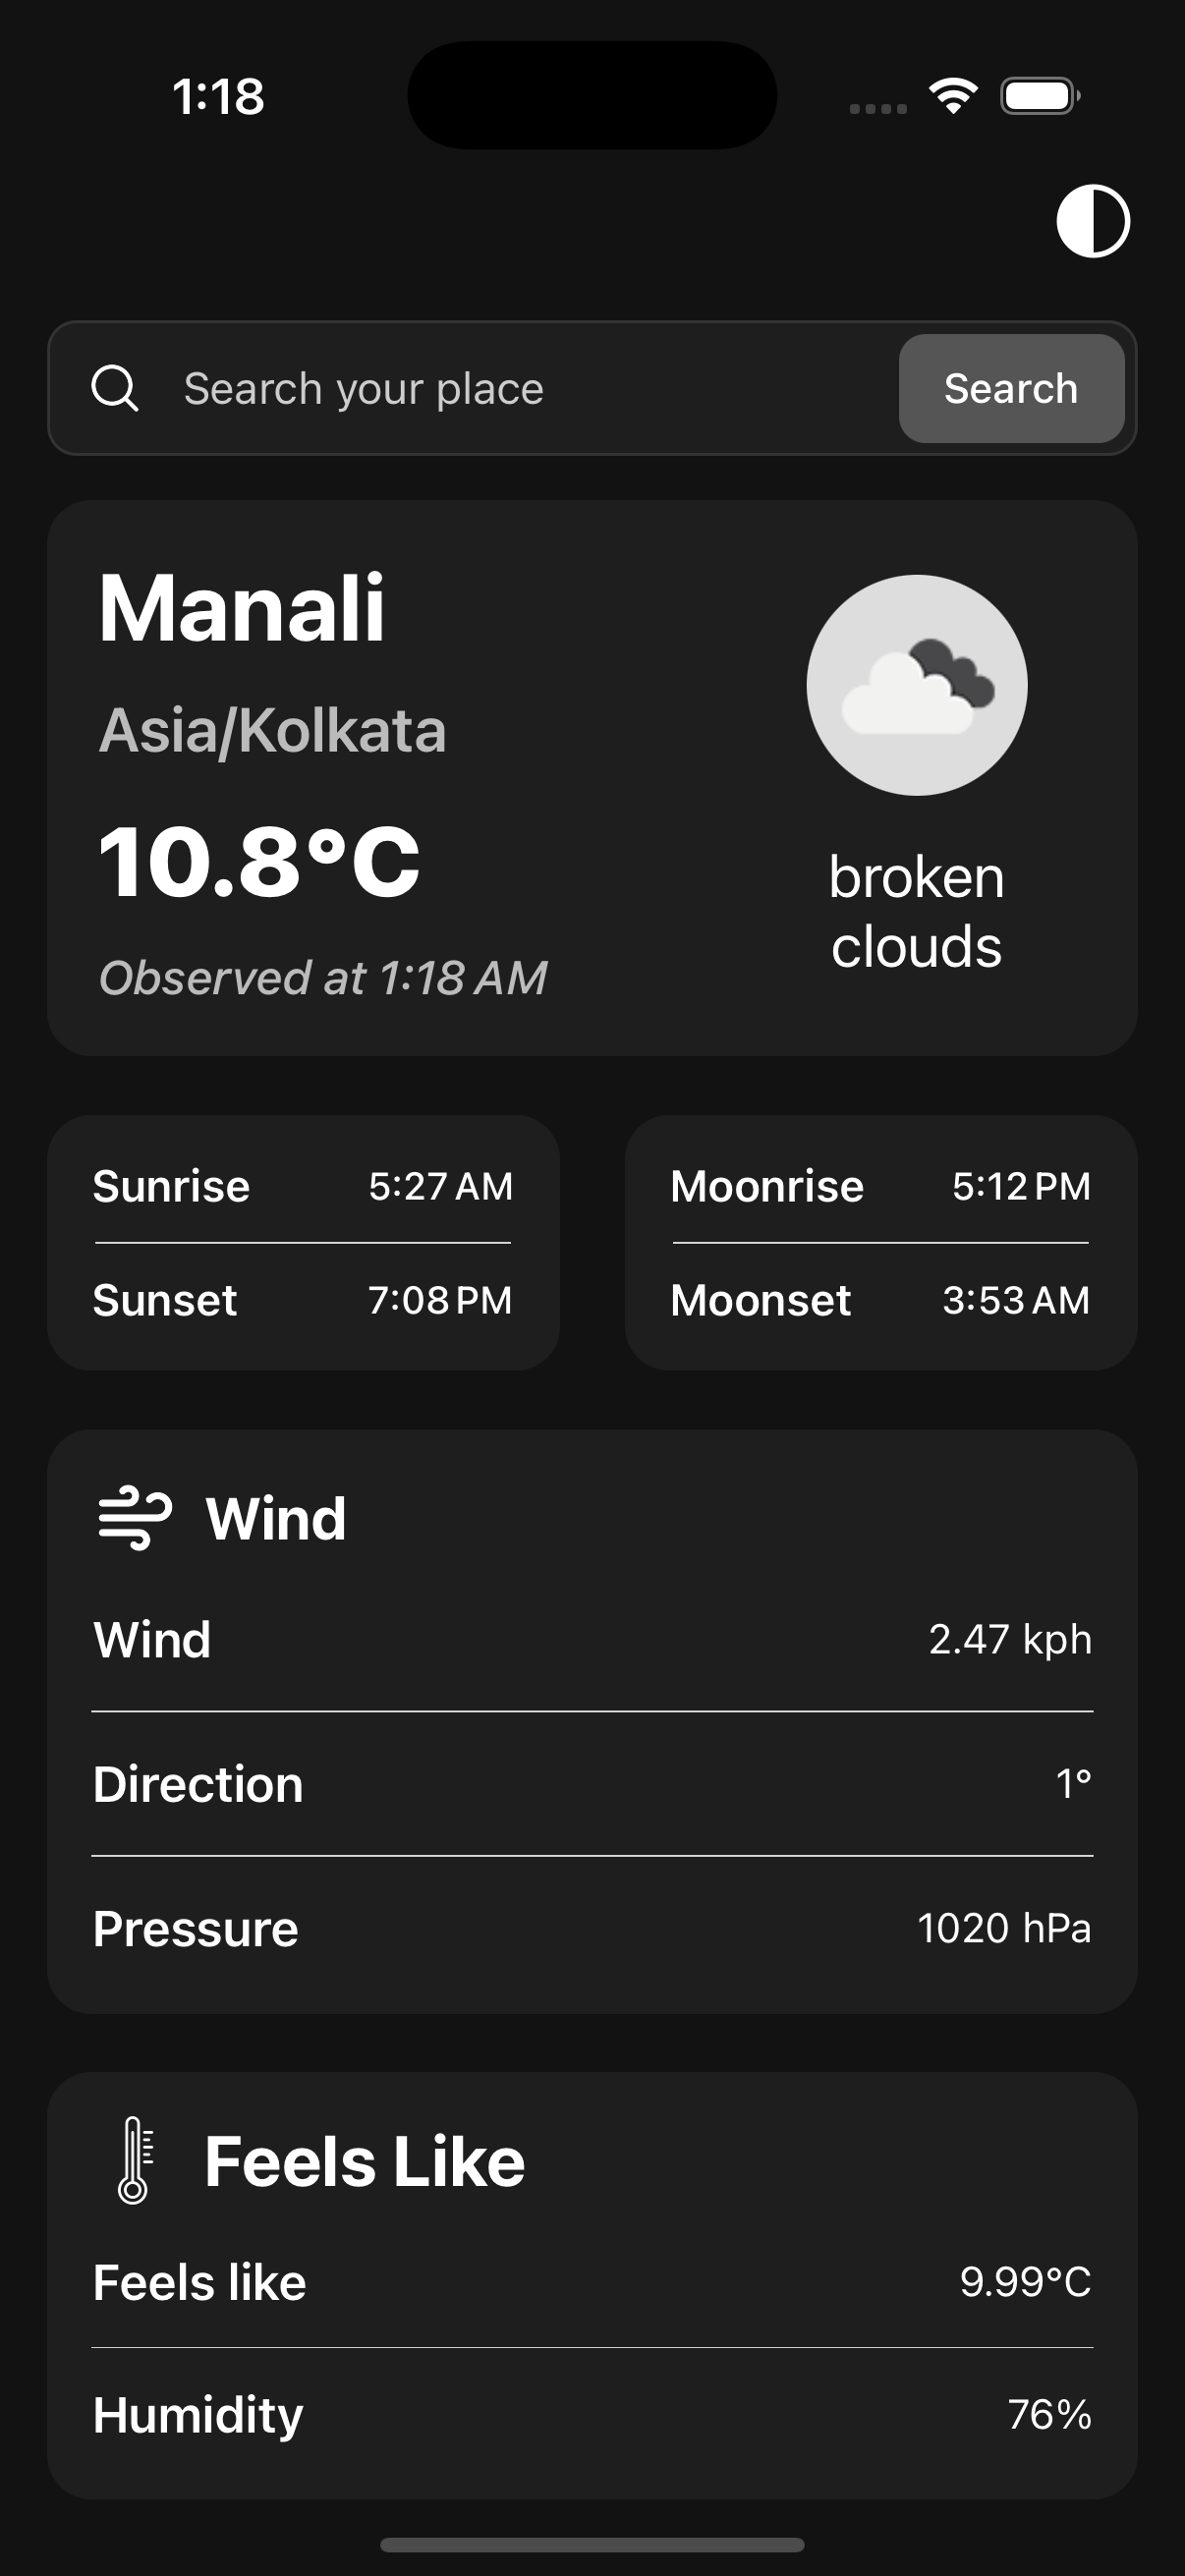 1:18
Search your place
Search
Manali
Asia/Kolkata
10.8°C
Observed at 1:18 AM
broken
clouds
Sunrise 5:27 AM
Sunset 7:08 PM
Moonrise 5:12 PM
Moonset 3:53 AM
Wind
Wind 2.47 kph
Direction 1°
Pressure 1020 hPa
Feels Like
Feels like 9.99°C
Humidity 76%